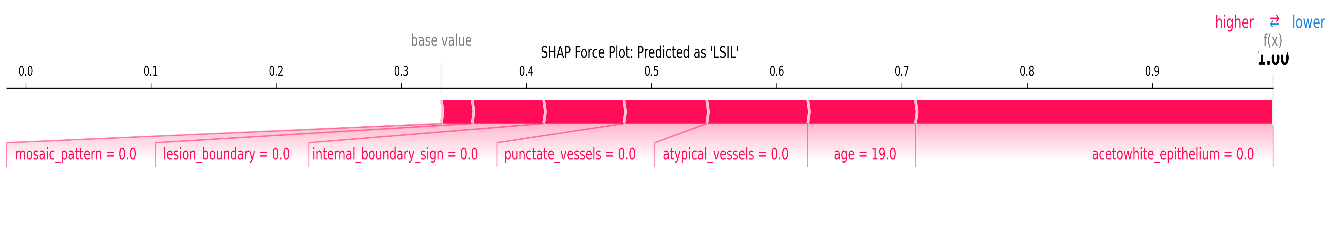 higher ⇄ lower
base value
f(x)
SHAP Force Plot: Predicted as 'LSIL'
1.00
0.0 0.1 0.2 0.3 0.4 0.5 0.6 0.7 0.8 0.9
mosaic_pattern = 0.0 lesion_boundary = 0.0 internal_boundary_sign = 0.0 punctate_vessels = 0.0 atypical_vessels = 0.0 age = 19.0 acetowhite_epithelium = 0.0